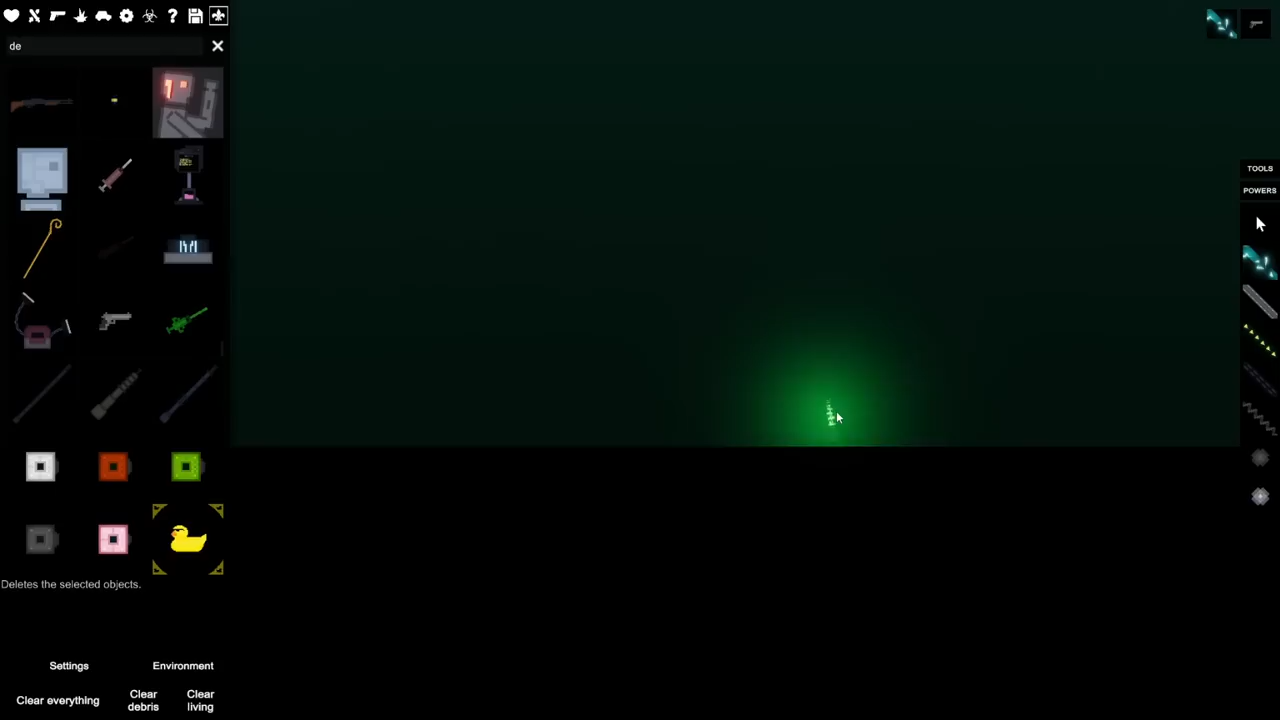 de
TOOLS
POWERS
Deletes the selected objects.
Settings
Environment
Clear everything
Clear
debris
Clear
living